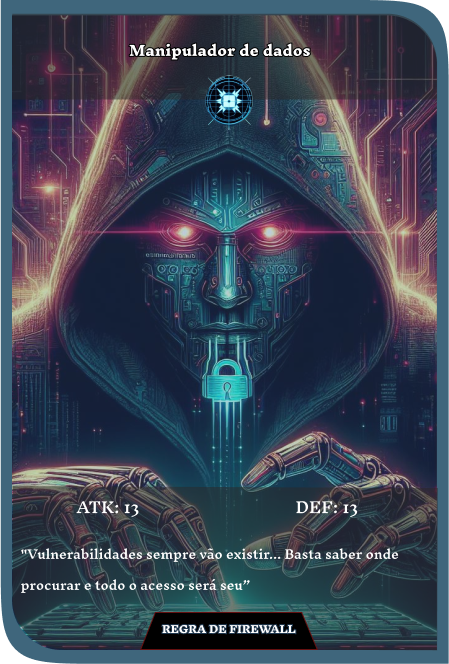 Manipulador de dados
ATK: 13 DEF: 13
"Vulnerabilidades sempre vão existir... Basta saber onde
procurar e todo o acesso será seu”
REGRA DE FIREWALL